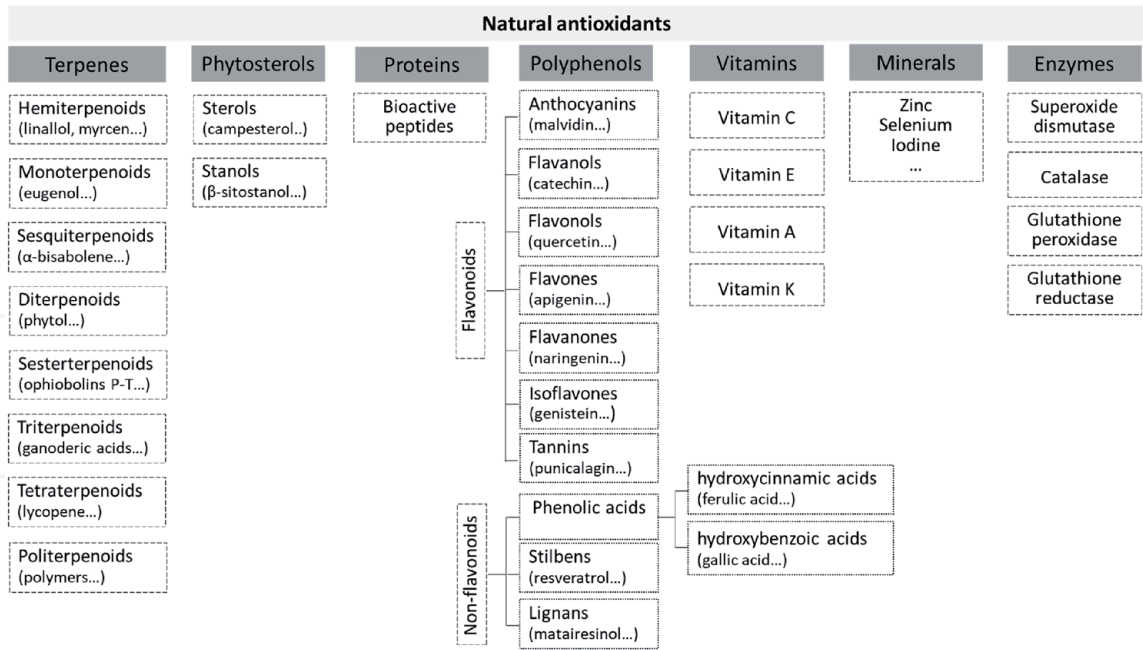 Natural antioxidants
Terpenes
Hemiterpenoids
(linallol, myrcen...)
Monoterpenoids
(eugenol...)
Sesquiterpenoids
(α-bisabolene...)
Diterpenoids
(phytol...)
Sesterterpenoids
(ophiobolins P-T...)
Triterpenoids
(ganoderic acids...)
Tetraterpenoids
(lycopene...)
Politerpenoids
(polymers...)
Phytosterols
Sterols
(campesterol..)
Stanols
(β-sitostanol...)
Proteins
Bioactive
peptides
Polyphenols
Flavonoids
Anthocyanins
(malvidin...)
Flavanols
(catechin...)
Flavonols
(quercetin...)
Flavones
(apigenin...)
Flavanones
(naringenin...)
Isoflavones
(genistein...)
Tannins
(punicalagin...)
Non-flavonoids
Phenolic acids
hydroxycinnamic acids
(ferulic acid...)
hydroxybenzoic acids
(gallic acid...)
Stilbens
(resveratrol...)
Lignans
(matairesinol...)
Vitamins
Vitamin C
Vitamin E
Vitamin A
Vitamin K
Minerals
Zinc
Selenium
Iodine
...
Enzymes
Superoxide
dismutase
Catalase
Glutathione
peroxidase
Glutathione
reductase